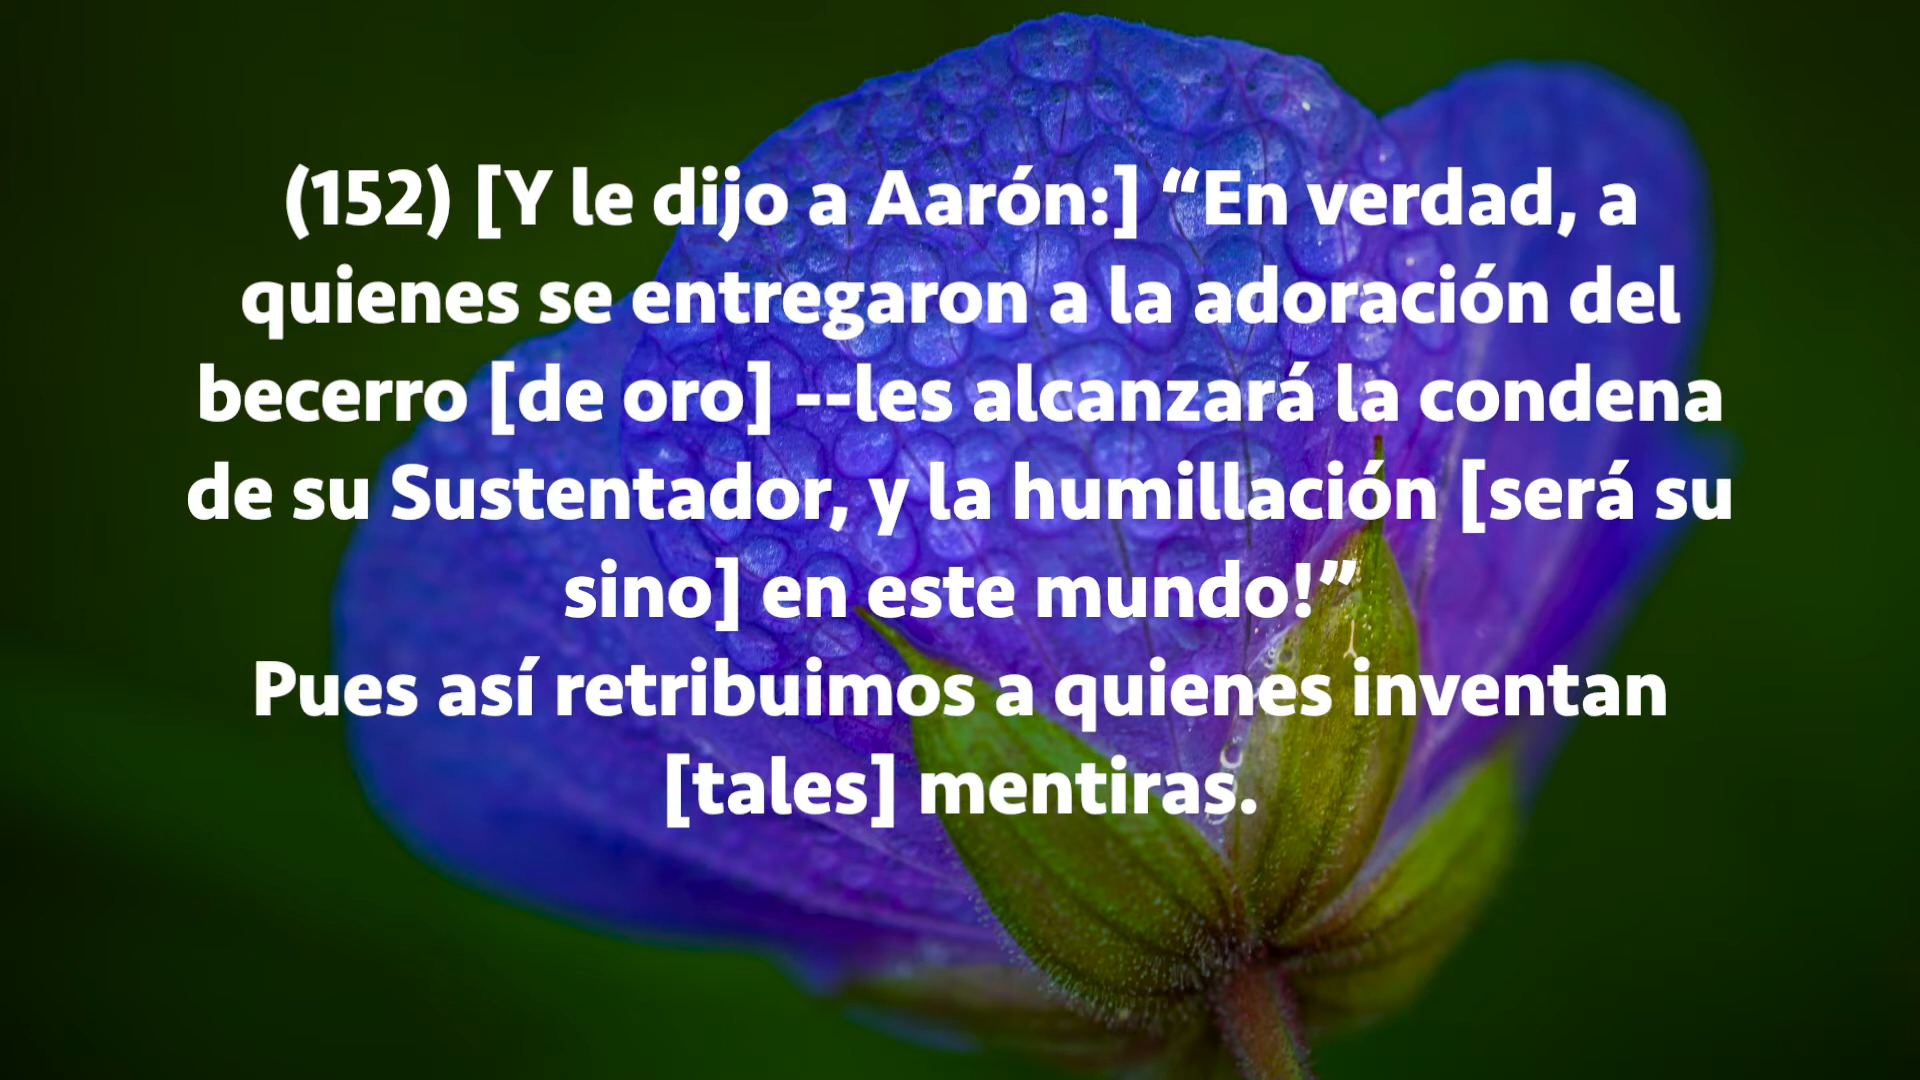 (152) [Y le dijo a Aarón:] “En verdad, a
quienes se entregaron a la adoración del
becerro [de oro] --les alcanzará la condena
de su Sustentador, y la humillación [será su
sino] en este mundo!”
Pues así retribuimos a quienes inventan
[tales] mentiras.